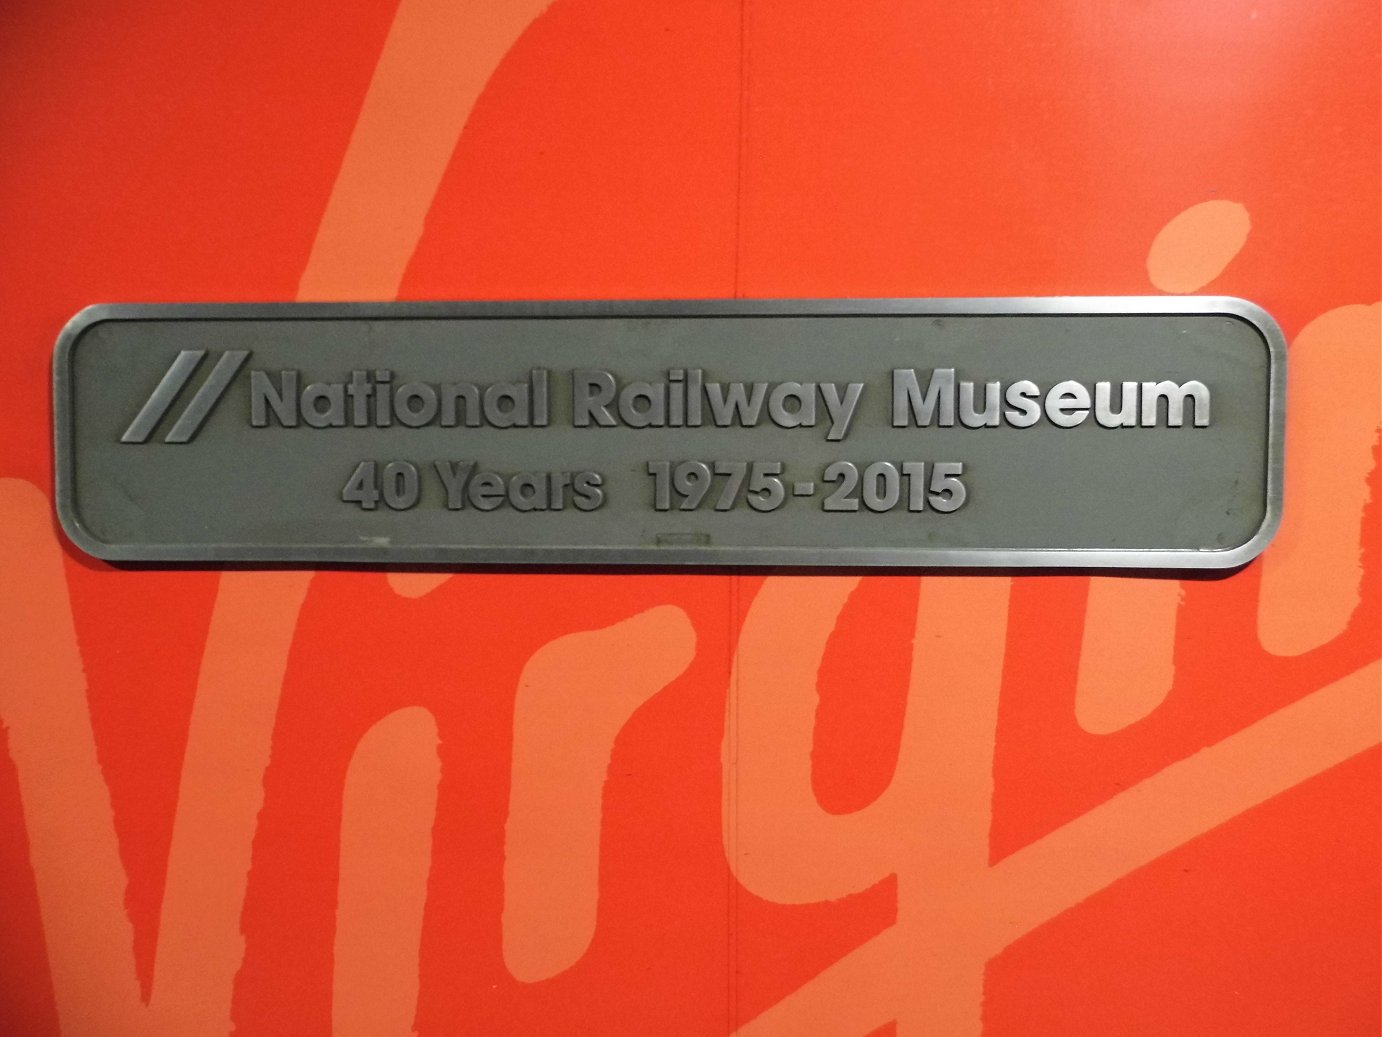 //National Railway Museum
40 Years 1975-2015
Virgin